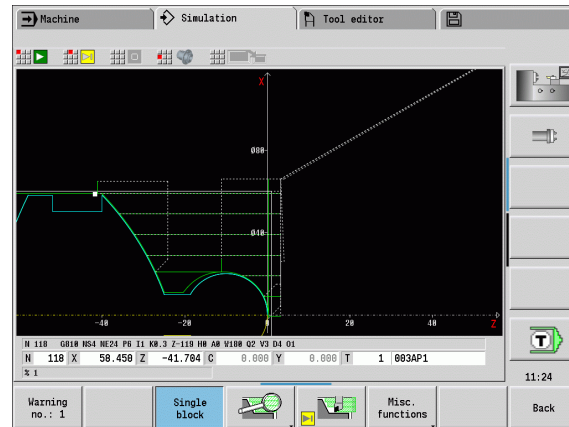 Machine
Simulation
Tool editor
X
Ø80
Ø40
-40
-20
0
20
40
Z
N 118 G810 NS4 NE24 P6 I1 K0.3 Z-119 H0 A0 W180 Q2 V3 D4 O1
N 118 X 58.450 Z -41.704 C 0.000 Y 0.000 T 1 003AP1
% 1
T
11:24
Warning no.: 1
Single block
Misc. functions
Back